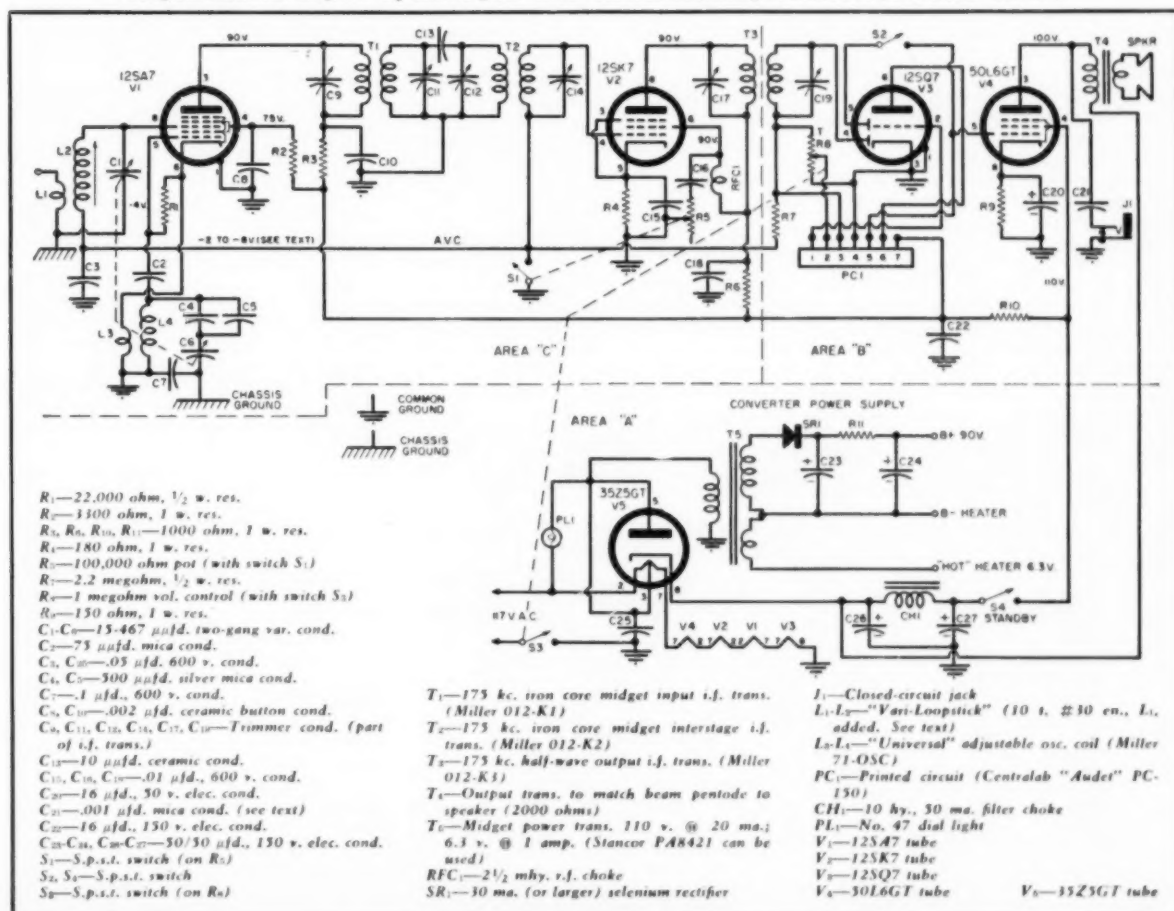 90V.
C13
T1
T2
90V.
T3
S2
100V.
T4
SPKR
12SA7
V1
C9
C11
C12
C14
12SK7
V2
C17
C19
12SQ7
V3
50L6GT
V4
75V.
90V.
L1
L2
C1
-4V.
R1
C8
R2
R3
C10
R4
C15
C16
RFC1
R5
R7
R8
R9
C20
C21
J1
-2 TO -8V(SEE TEXT)
A.V.C.
C3
C2
S1
C18
R6
1 2 3 4 5 6 7
PC1
110V.
L3
L4
C4
C5
C6
C7
R10
C22
AREA "C"
AREA "B"
CHASSIS GROUND
COMMON GROUND
CHASSIS GROUND
AREA "A"
CONVERTER POWER SUPPLY
T5
SR1
R11
C23
C24
B+ 90V.
B- HEATER
"HOT" HEATER 6.3V.
35Z5GT
V5
PL1
117V.A.C.
S3
C25
V4
V2
V1
V3
CH1
C26
C27
S4
STANDBY
R1—22,000 ohm, 1/2 w. res.
R2—3300 ohm, 1 w. res.
R3, R6, R10, R11—1000 ohm, 1 w. res.
R4—180 ohm, 1 w. res.
R5—100,000 ohm pot (with switch S1)
R7—2.2 megohm, 1/2 w. res.
R8—1 megohm vol. control (with switch S3)
R9—150 ohm, 1 w. res.
C1-C6—15-467 μμfd. two-gang var. cond.
C2—75 μμfd. mica cond.
C3, C25—.05 μfd. 600 v. cond.
C4, C5—500 μμfd. silver mica cond.
C7—.1 μfd., 600 v. cond.
C8, C10—.002 μfd. ceramic button cond.
C9, C11, C12, C14, C17, C19—Trimmer cond. (part
of i.f. trans.)
C13—10 μμfd. ceramic cond.
C15, C16, C18—.01 μfd., 600 v. cond.
C20—16 μfd., 50 v. elec. cond.
C21—.001 μfd. mica cond. (see text)
C22—16 μfd., 150 v. elec. cond.
C23-C24, C26-C27—50/50 μfd., 150 v. elec. cond.
S1—S.p.s.t. switch (on R5)
S2, S4—S.p.s.t. switch
S3—S.p.s.t. switch (on R8)
T1—175 kc. iron core midget input i.f. trans.
(Miller 012-K1)
T2—175 kc. iron core midget interstage i.f.
trans. (Miller 012-K2)
T3—175 kc. half-wave output i.f. trans. (Miller
012-K3)
T4—Output trans. to match beam pentode to
speaker (2000 ohms)
T5—Midget power trans. 110 v. @ 20 ma.;
6.3 v. @ 1 amp. (Stancor PA8421 can be
used)
RFC1—2 1/2 mhy. r.f. choke
SR1—30 ma. (or larger) selenium rectifier
J1—Closed-circuit jack
L1-L2—"Vari-Loopstick" (10 t. #30 en., L1,
added. See text)
L3-L4—"Universal" adjustable osc. coil (Miller
71-OSC)
PC1—Printed circuit (Centralab "Audet" PC-
150)
CH1—10 hy., 50 ma. filter choke
PL1—No. 47 dial light
V1—12SA7 tube
V2—12SK7 tube
V3—12SQ7 tube
V4—50L6GT tube
V5—35Z5GT tube